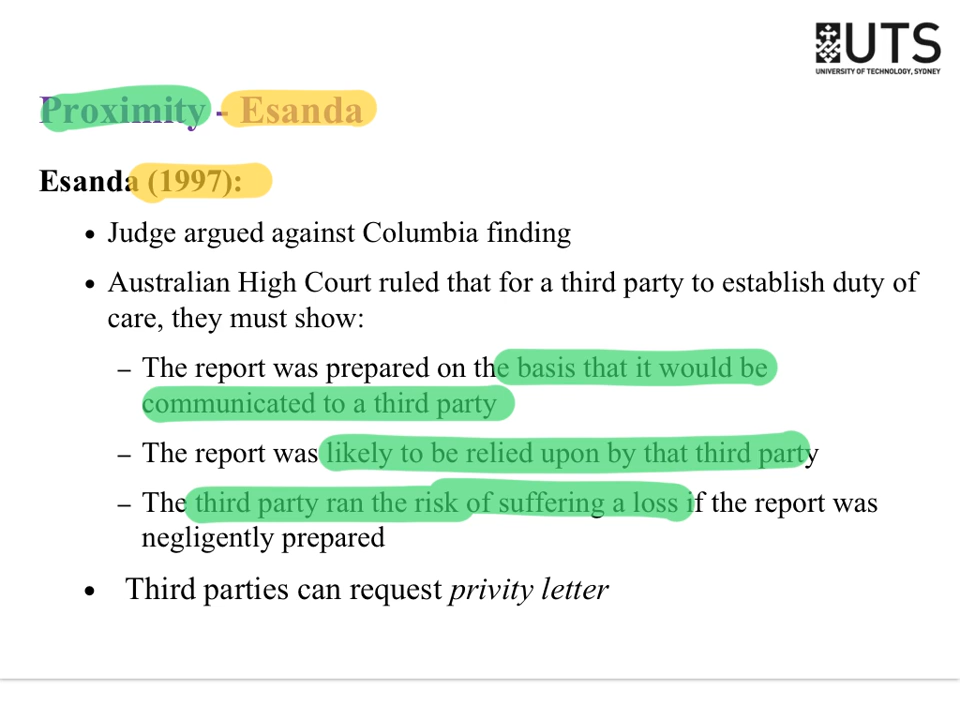 UTS
UNIVERSITY OF TECHNOLOGY, SYDNEY
Proximity - Esanda
Esanda (1997):
• Judge argued against Columbia finding
• Australian High Court ruled that for a third party to establish duty of
care, they must show:
– The report was prepared on the basis that it would be
communicated to a third party
– The report was likely to be relied upon by that third party
– The third party ran the risk of suffering a loss if the report was
negligently prepared
• Third parties can request privity letter